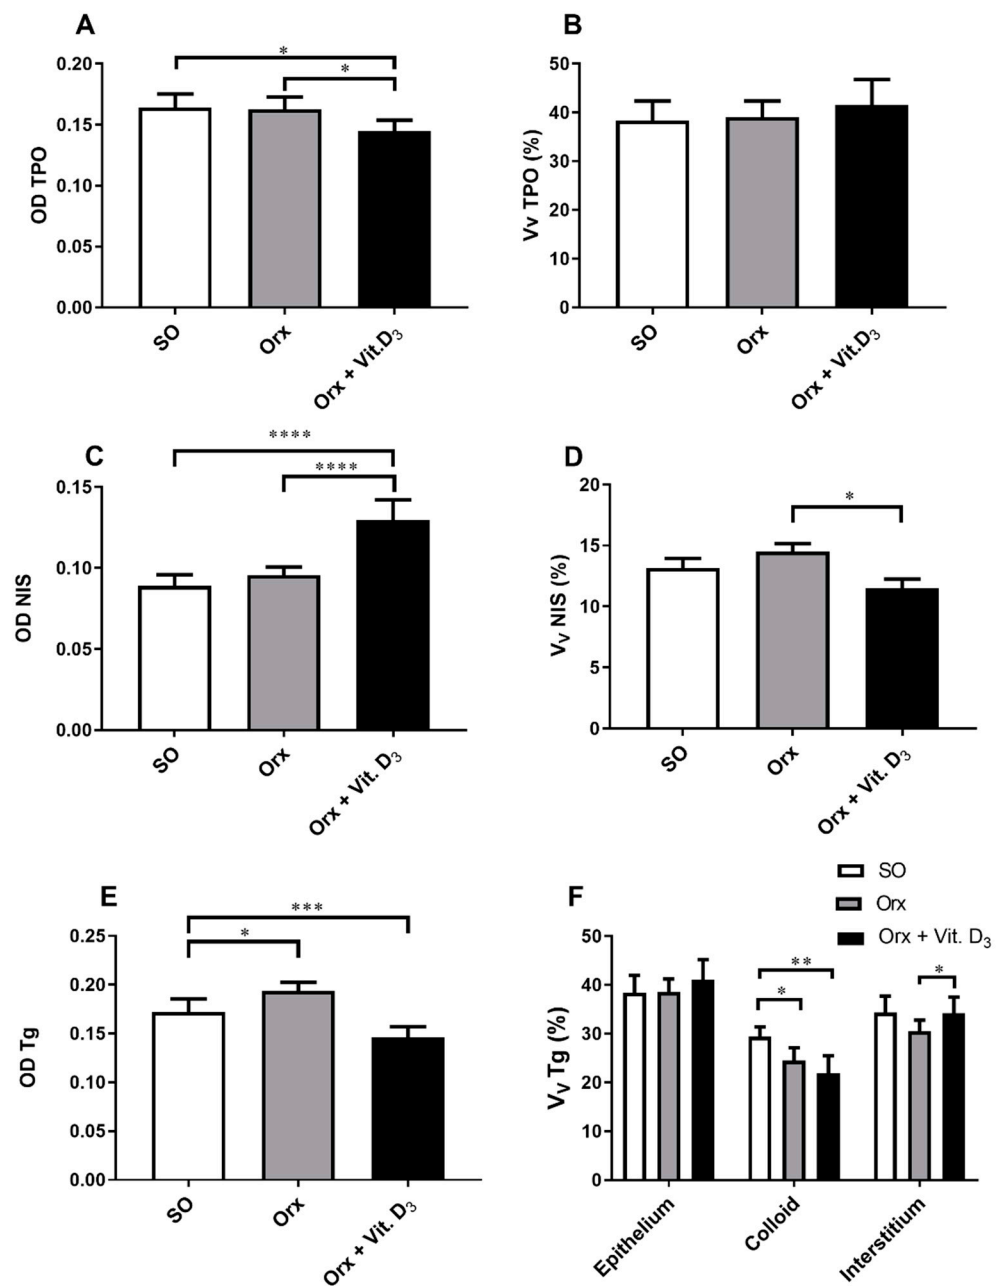 A
*
*
0.20
0.15
0.10
0.05
0.00
OD TPO
SO
Orx
Orx + Vit.D3
B
50
40
30
20
10
0
Vv TPO (%)
SO
Orx
Orx + Vit.D3
C
****
****
0.15
0.10
0.05
0.00
OD NIS
SO
Orx
Orx + Vit. D3
D
*
20
15
10
5
0
VV NIS (%)
SO
Orx
Orx + Vit. D3
E
***
*
0.25
0.20
0.15
0.10
0.05
0.00
OD Tg
SO
Orx
Orx + Vit. D3
F
SO
Orx
Orx + Vit. D3
**
*
*
50
40
30
20
10
0
VV Tg (%)
Epithelium
Colloid
Interstitium